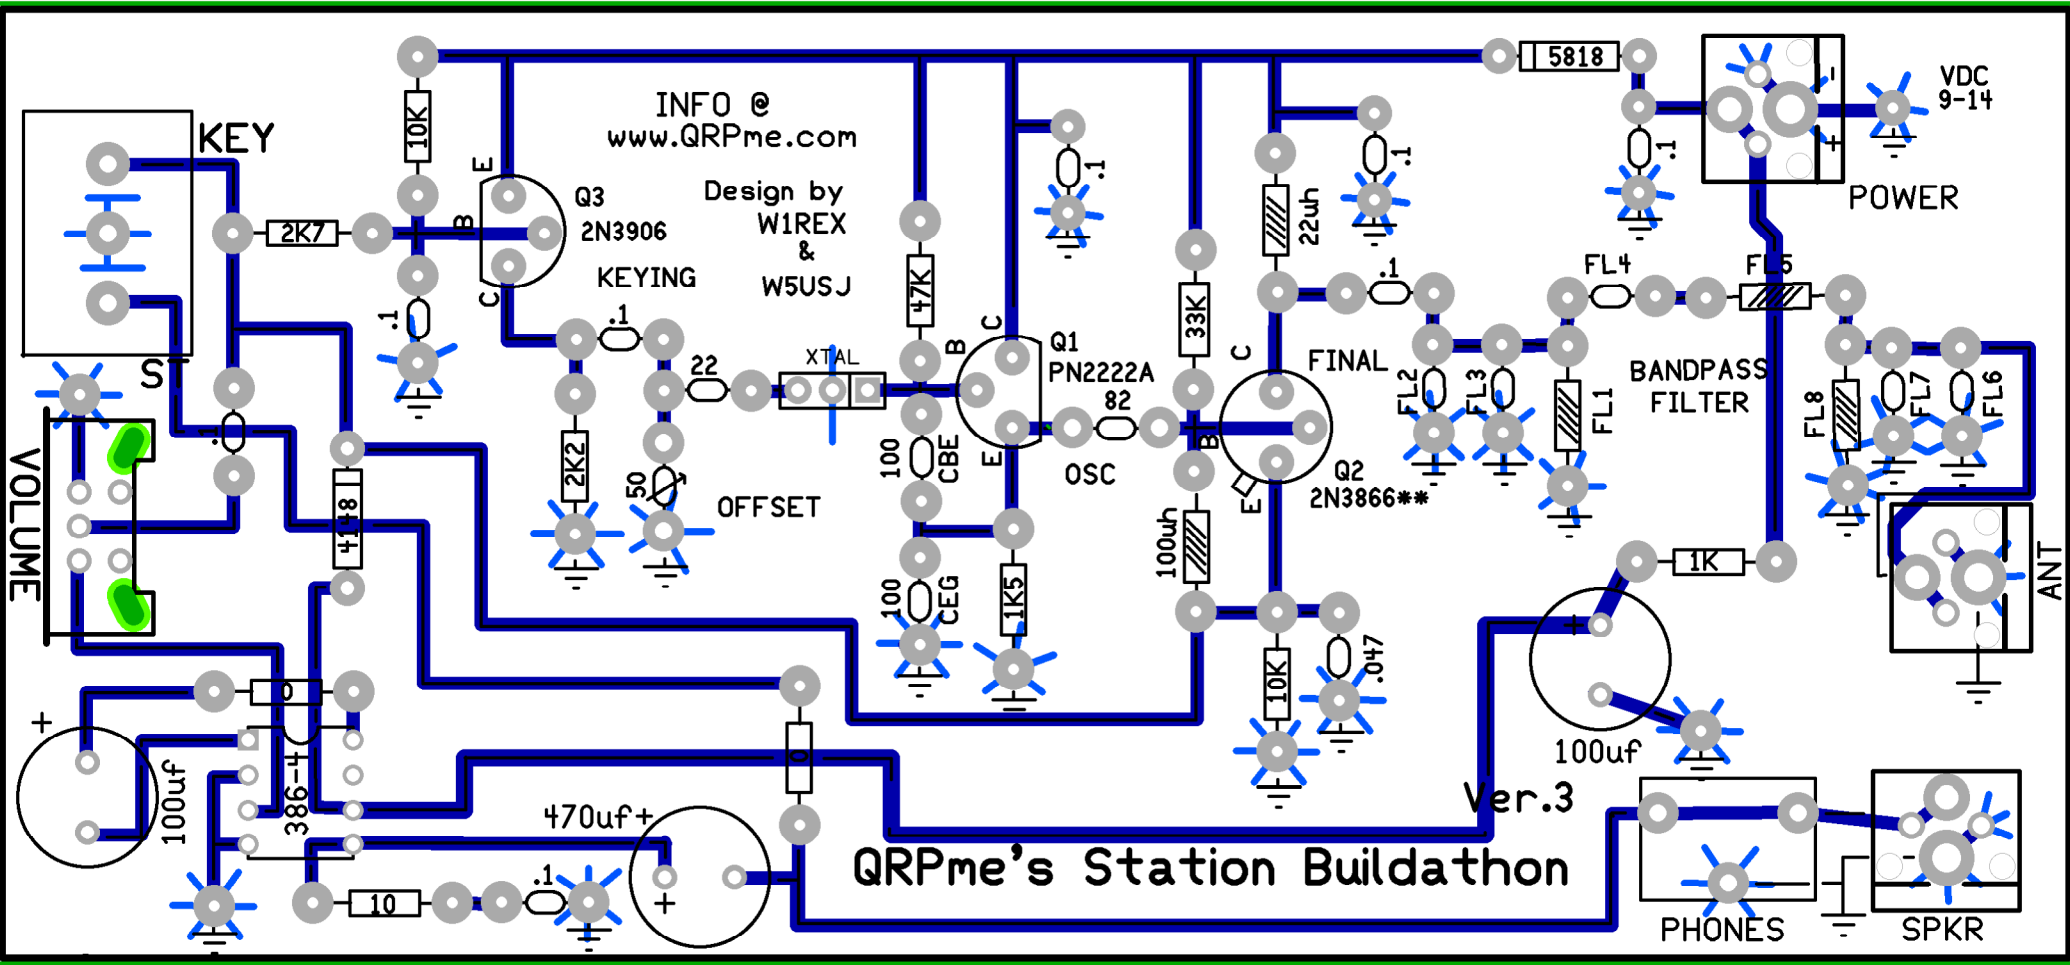 5818
VDC
9-14
-
+
POWER
INFO @
www.QRPme.com
10K
.1
.1
.1
KEY
E
Q3
2N3906
Design by
W1REX
&
W5USJ
2K7
B
C
KEYING
22uh
FL4
FL5
.1
.1
.1
47K
33K
C
Q1
PN2222A
B
C
FINAL
BANDPASS
FILTER
XTAL
22
82
FL2
FL3
FL1
FL8
FL7
FL6
ST
.1
2K2
50
100
CBE
E
OSC
B
Q2
2N3866**
E
OFFSET
VOLUME
4148
100uh
100
CEG
1K5
1K
ANT
+
0
10K
.047
+
100uf
386-4
0
100uf
Ver.3
470uf+
+
QRPme's Station Buildathon
10
.1
-
PHONES
SPKR